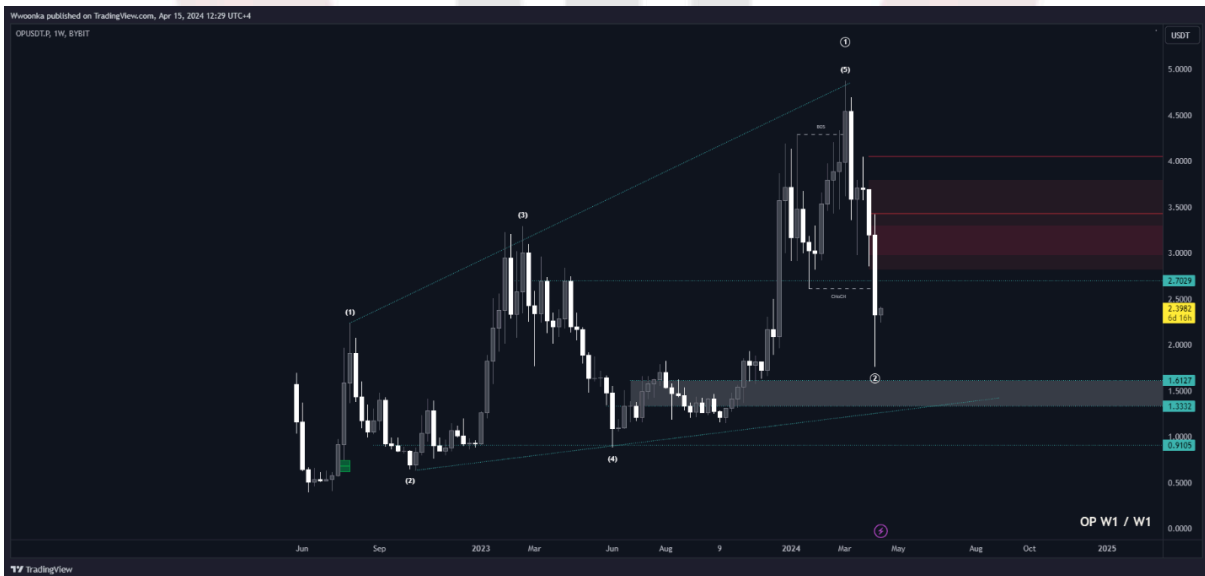 Wwoonka published on TradingView.com, Apr 15, 2024 12:29 UTC+4
OPUSDT.P, 1W, BYBIT
USDT
①
(5)
5.0000
BOS
4.5000
4.0000
3.5000
(3)
3.0000
2.7029
2.5000
CHoCH
(1)
2.3982
6d 16h
2.0000
②
1.6127
1.5000
1.3332
1.0000
0.9105
(4)
(2)
0.5000
OP W1 / W1
0.0000
Jun Sep 2023 Mar Jun Aug 9 2024 Mar May Aug Oct 2025
TradingView